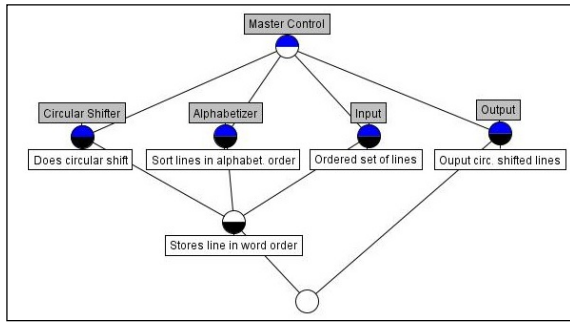 Master Control
Circular Shifter
Alphabetizer
Input
Output
Does circular shift
Sort lines in alphabet. order
Ordered set of lines
Ouput circ. shifted lines
Stores line in word order